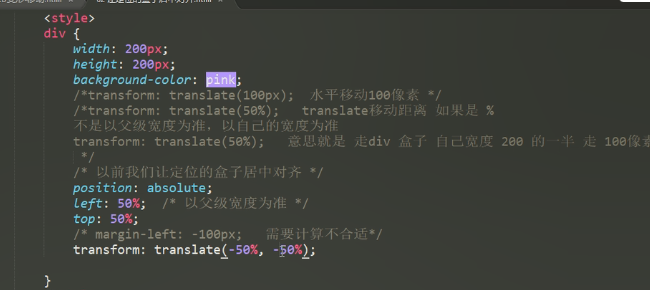 <style>
div {
width: 200px;
height: 200px;
background-color: pink;
/*transform: translate(100px);  水平移动100像素 */
/*transform: translate(50%);   translate移动距离 如果是 %
不是以父级宽度为准，以自己的宽度为准
transform: translate(50%);   意思就是 走div 盒子 自己宽度 200 的一半 走 100像素
*/
/* 以前我们让定位的盒子居中对齐 */
position: absolute;
left: 50%;  /* 以父级宽度为准 */
top: 50%;
/* margin-left: -100px;   需要计算不合适*/
transform: translate(-50%, -50%);
}